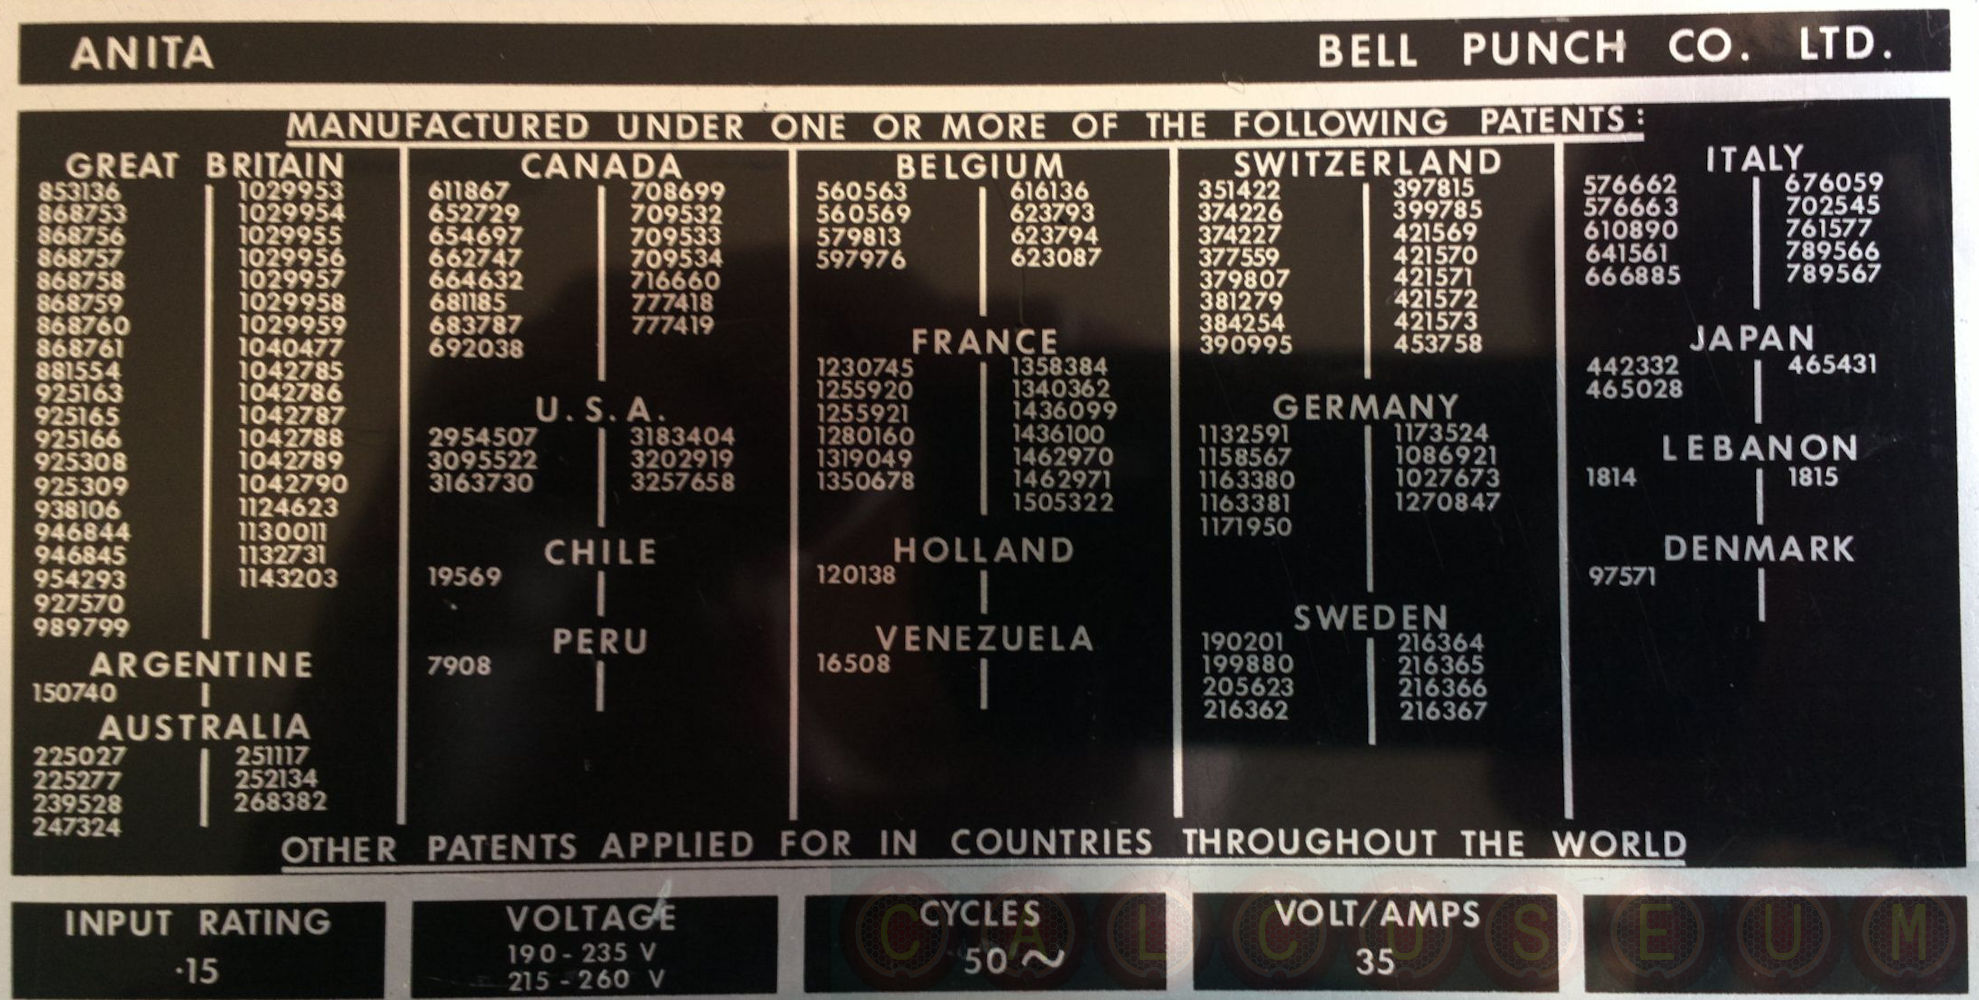 ANITA BELL PUNCH CO. LTD.
MANUFACTURED UNDER ONE OR MORE OF THE FOLLOWING PATENTS:
GREAT BRITAIN
853136 1029953
868753 1029954
868756 1029955
868757 1029956
868758 1029957
868759 1029958
868760 1029959
868761 1040477
881554 1042785
925163 1042786
925165 1042787
925166 1042788
925308 1042789
925309 1042790
938106 1124623
946844 1130011
946845 1132731
954293 1143203
927570
989799
ARGENTINE
150740
AUSTRALIA
225027 251117
225277 252134
239528 268382
247324
CANADA
611867 708699
652729 709532
654697 709533
662747 709534
664632 716660
681185 777418
683787 777419
692038
U.S.A.
2954507 3183404
3095522 3202919
3163730 3257658
CHILE
19569
PERU
7908
BELGIUM
560563 616136
560569 623793
579813 623794
597976 623087
FRANCE
1230745 1358384
1255920 1340362
1255921 1436099
1280160 1436100
1319049 1462970
1350678 1462971
1505322
HOLLAND
120138
VENEZUELA
16508
SWITZERLAND
351422 397815
374226 399785
374227 421569
377559 421570
379807 421571
381279 421572
384254 421573
390995 453758
GERMANY
1132591 1173524
1158567 1086921
1163380 1027673
1163381 1270847
1171950
SWEDEN
190201 216364
199880 216365
205623 216366
216362 216367
ITALY
576662 676059
576663 702545
610890 761577
641561 789566
666885 789567
JAPAN
442332 465431
465028
LEBANON
1814 1815
DENMARK
97571
OTHER PATENTS APPLIED FOR IN COUNTRIES THROUGHOUT THE WORLD
INPUT RATING
·15
VOLTAGE
190-235 V
215-260 V
CYCLES
50~
VOLT/AMPS
35
CALCUSEUM